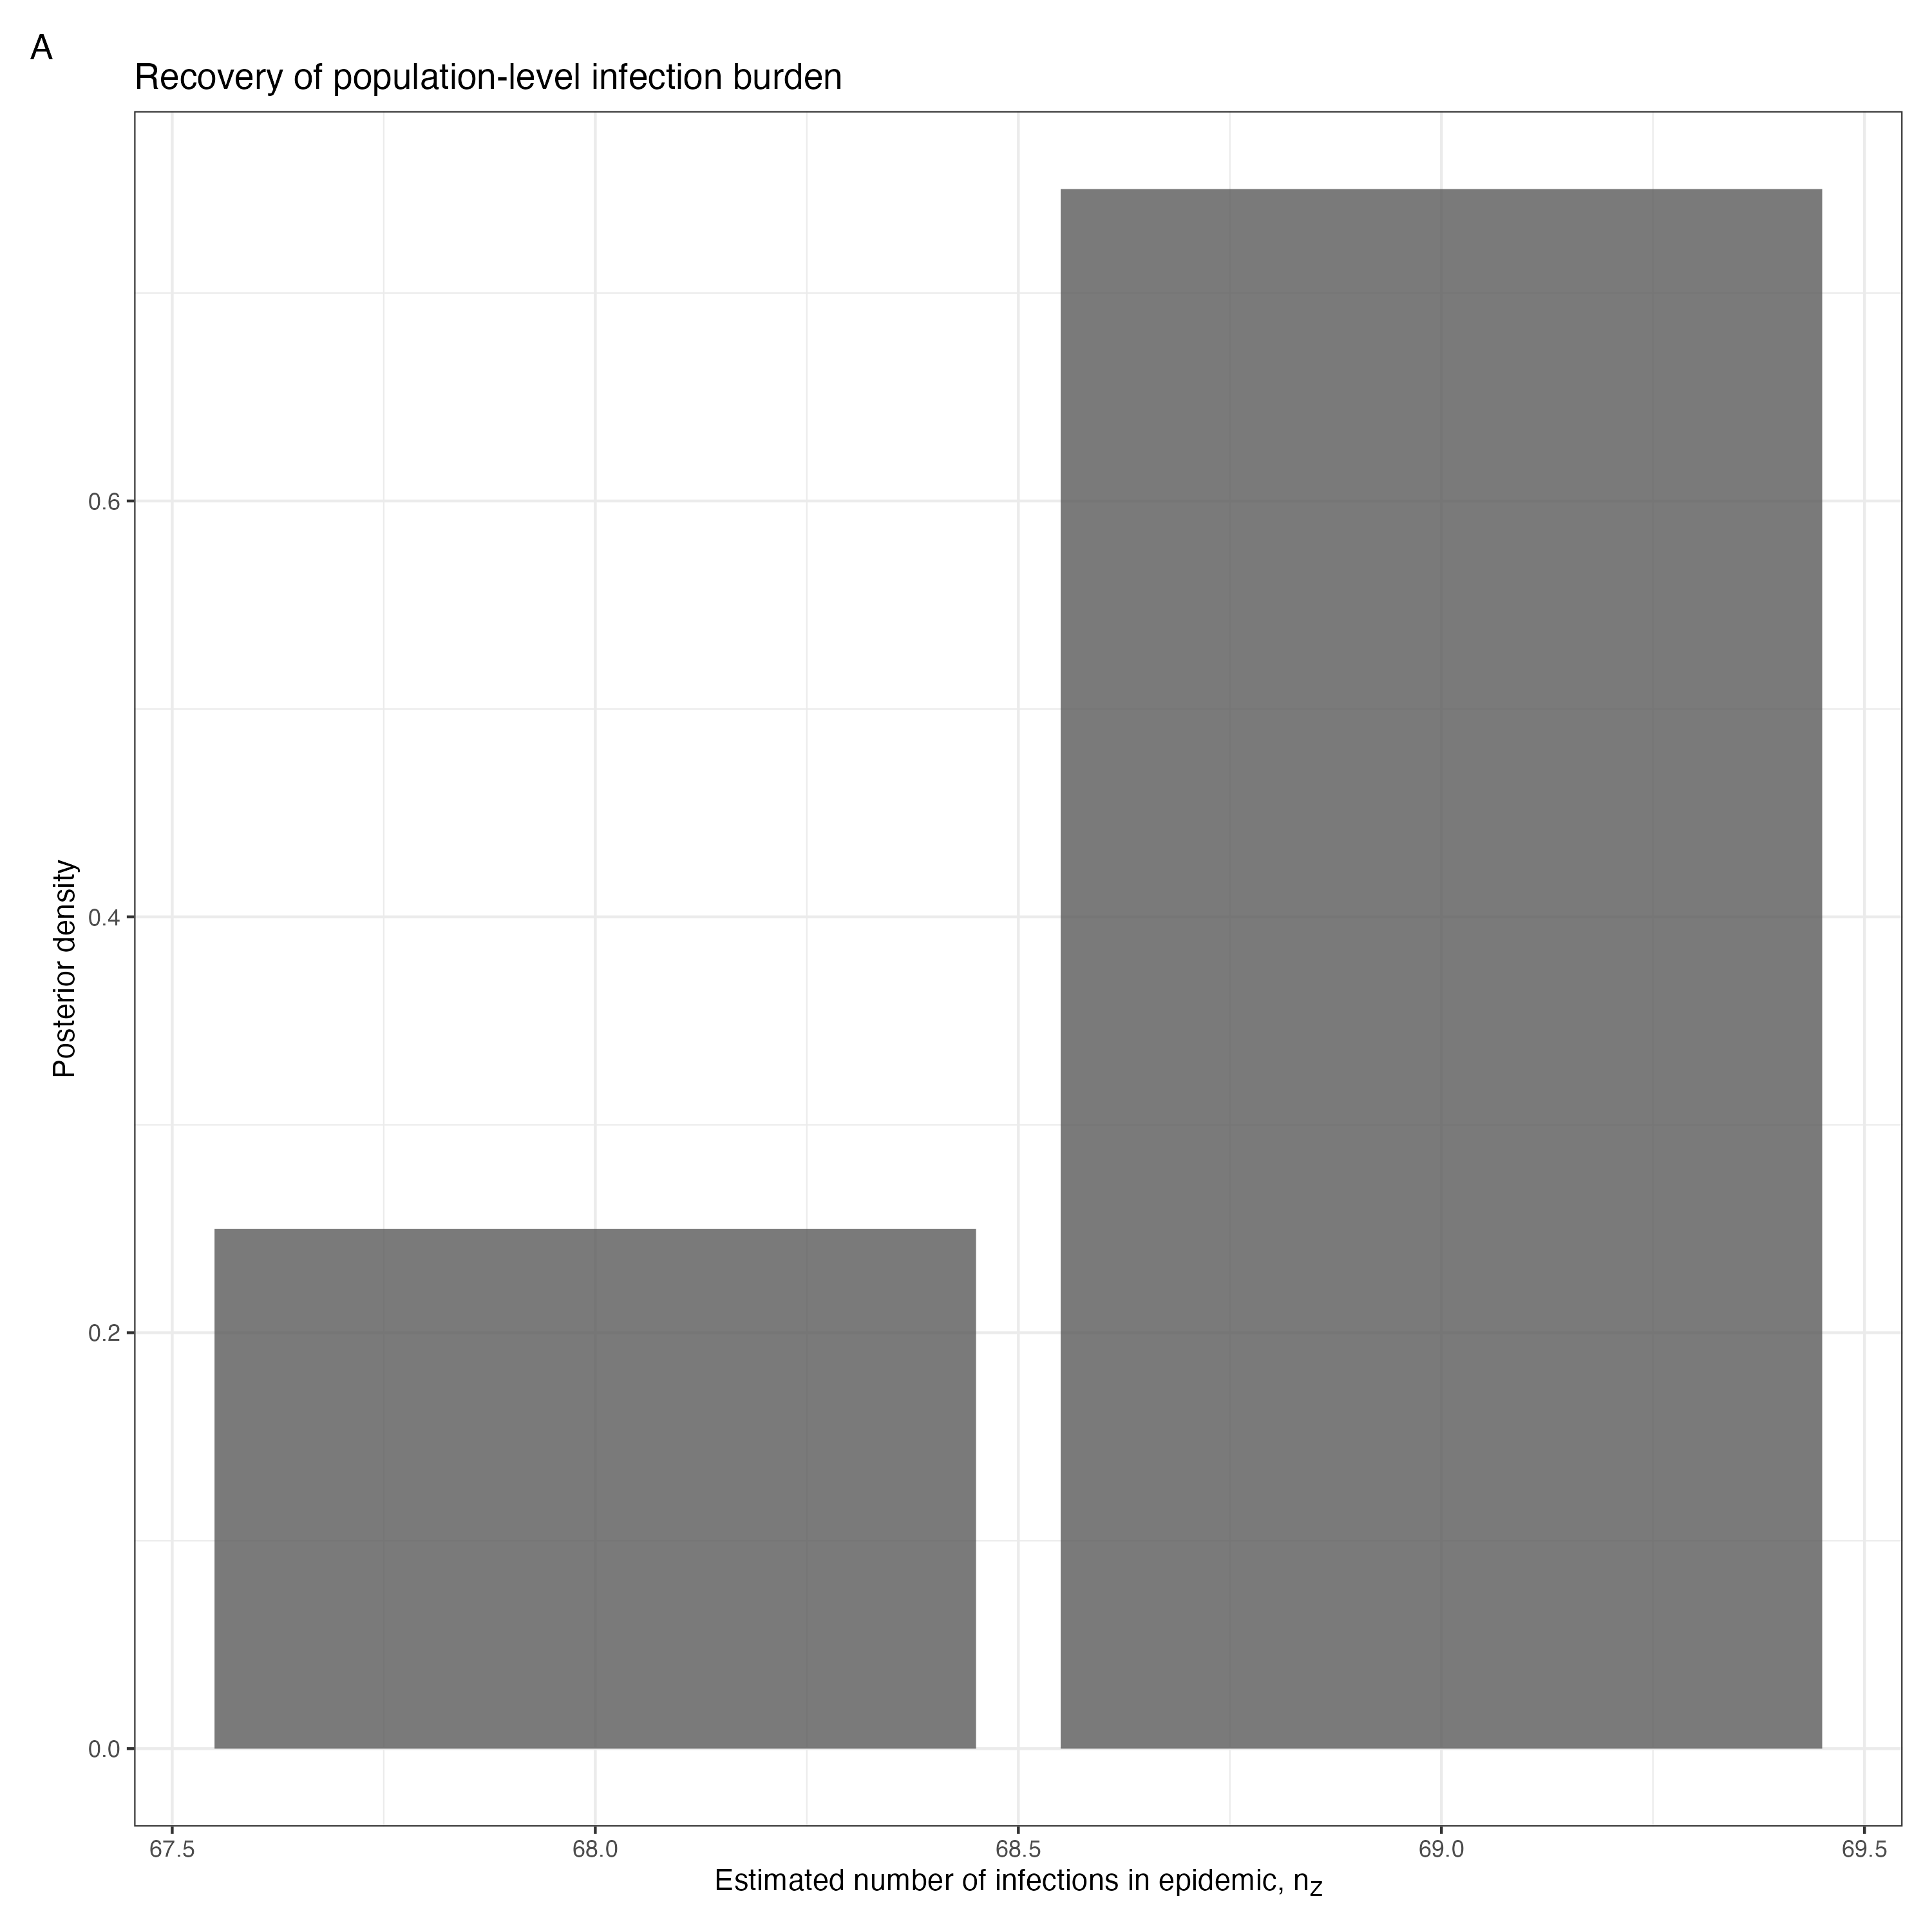 A
Recovery of population-level infection burden
Posterior density
0.6
0.4
0.2
0.0
67.5 68.0 68.5 69.0 69.5
Estimated number of infections in epidemic, nZ